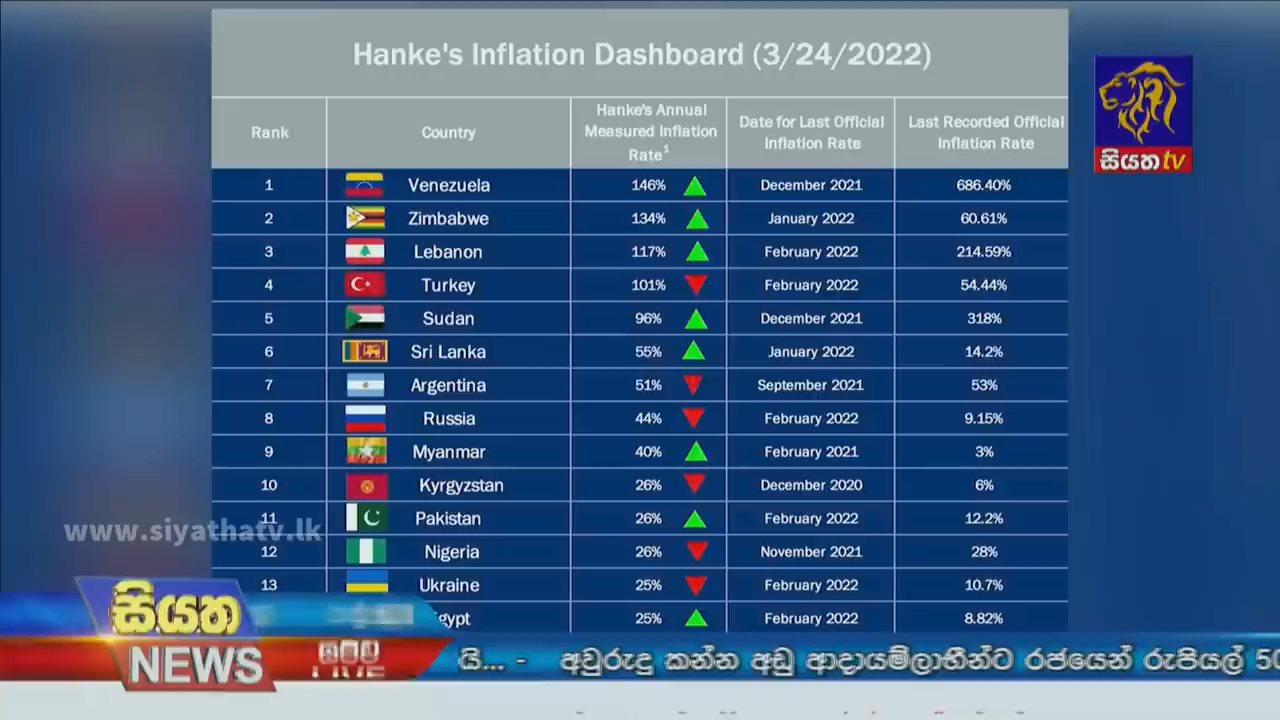 Hanke's Inflation Dashboard (3/24/2022)
Rank Country Hanke's Annual Measured Inflation Rate1 Date for Last Official Inflation Rate Last Recorded Official Inflation Rate
1 Venezuela 146% December 2021 686.40%
2 Zimbabwe 134% January 2022 60.61%
3 Lebanon 117% February 2022 214.59%
4 Turkey 101% February 2022 54.44%
5 Sudan 96% December 2021 318%
6 Sri Lanka 55% January 2022 14.2%
7 Argentina 51% September 2021 53%
8 Russia 44% February 2022 9.15%
9 Myanmar 40% February 2021 3%
10 Kyrgyzstan 26% December 2020 6%
11 Pakistan 26% February 2022 12.2%
12 Nigeria 26% November 2021 28%
13 Ukraine 25% February 2022 10.7%
gypt 25% February 2022 8.82%
සියත tv
www.siyathatv.lk
සියත
NEWS
යි... - අවුරුදු කන්න අඩු ආදායම්ලාභීන්ට රජයෙන් රුපියල් 50